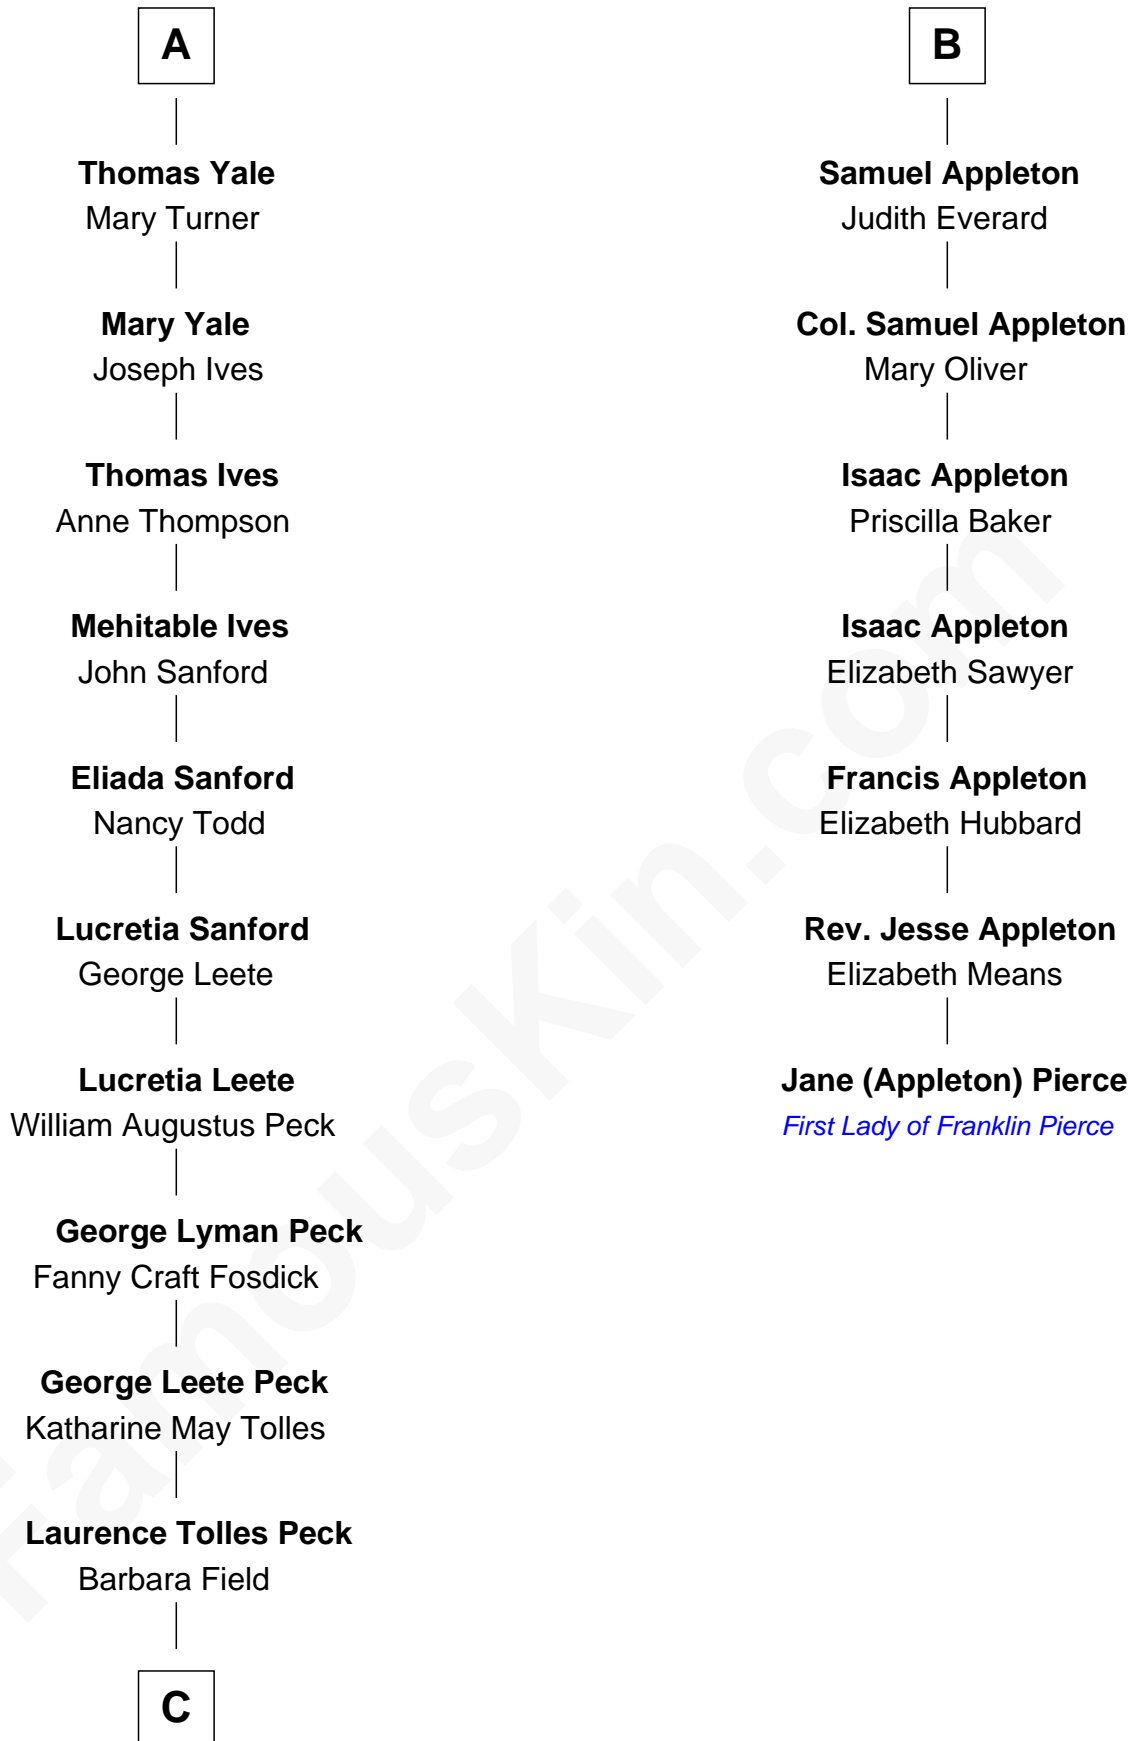 A
Thomas Yale
Mary Turner
Mary Yale
Joseph Ives
Thomas Ives
Anne Thompson
Mehitable Ives
John Sanford
Eliada Sanford
Nancy Todd
Lucretia Sanford
George Leete
Lucretia Leete
William Augustus Peck
George Lyman Peck
Fanny Craft Fosdick
George Leete Peck
Katharine May Tolles
Laurence Tolles Peck
Barbara Field
C
B
Samuel Appleton
Judith Everard
Col. Samuel Appleton
Mary Oliver
Isaac Appleton
Priscilla Baker
Isaac Appleton
Elizabeth Sawyer
Francis Appleton
Elizabeth Hubbard
Rev. Jesse Appleton
Elizabeth Means
Jane (Appleton) Pierce
First Lady of Franklin Pierce
FamousKin.com